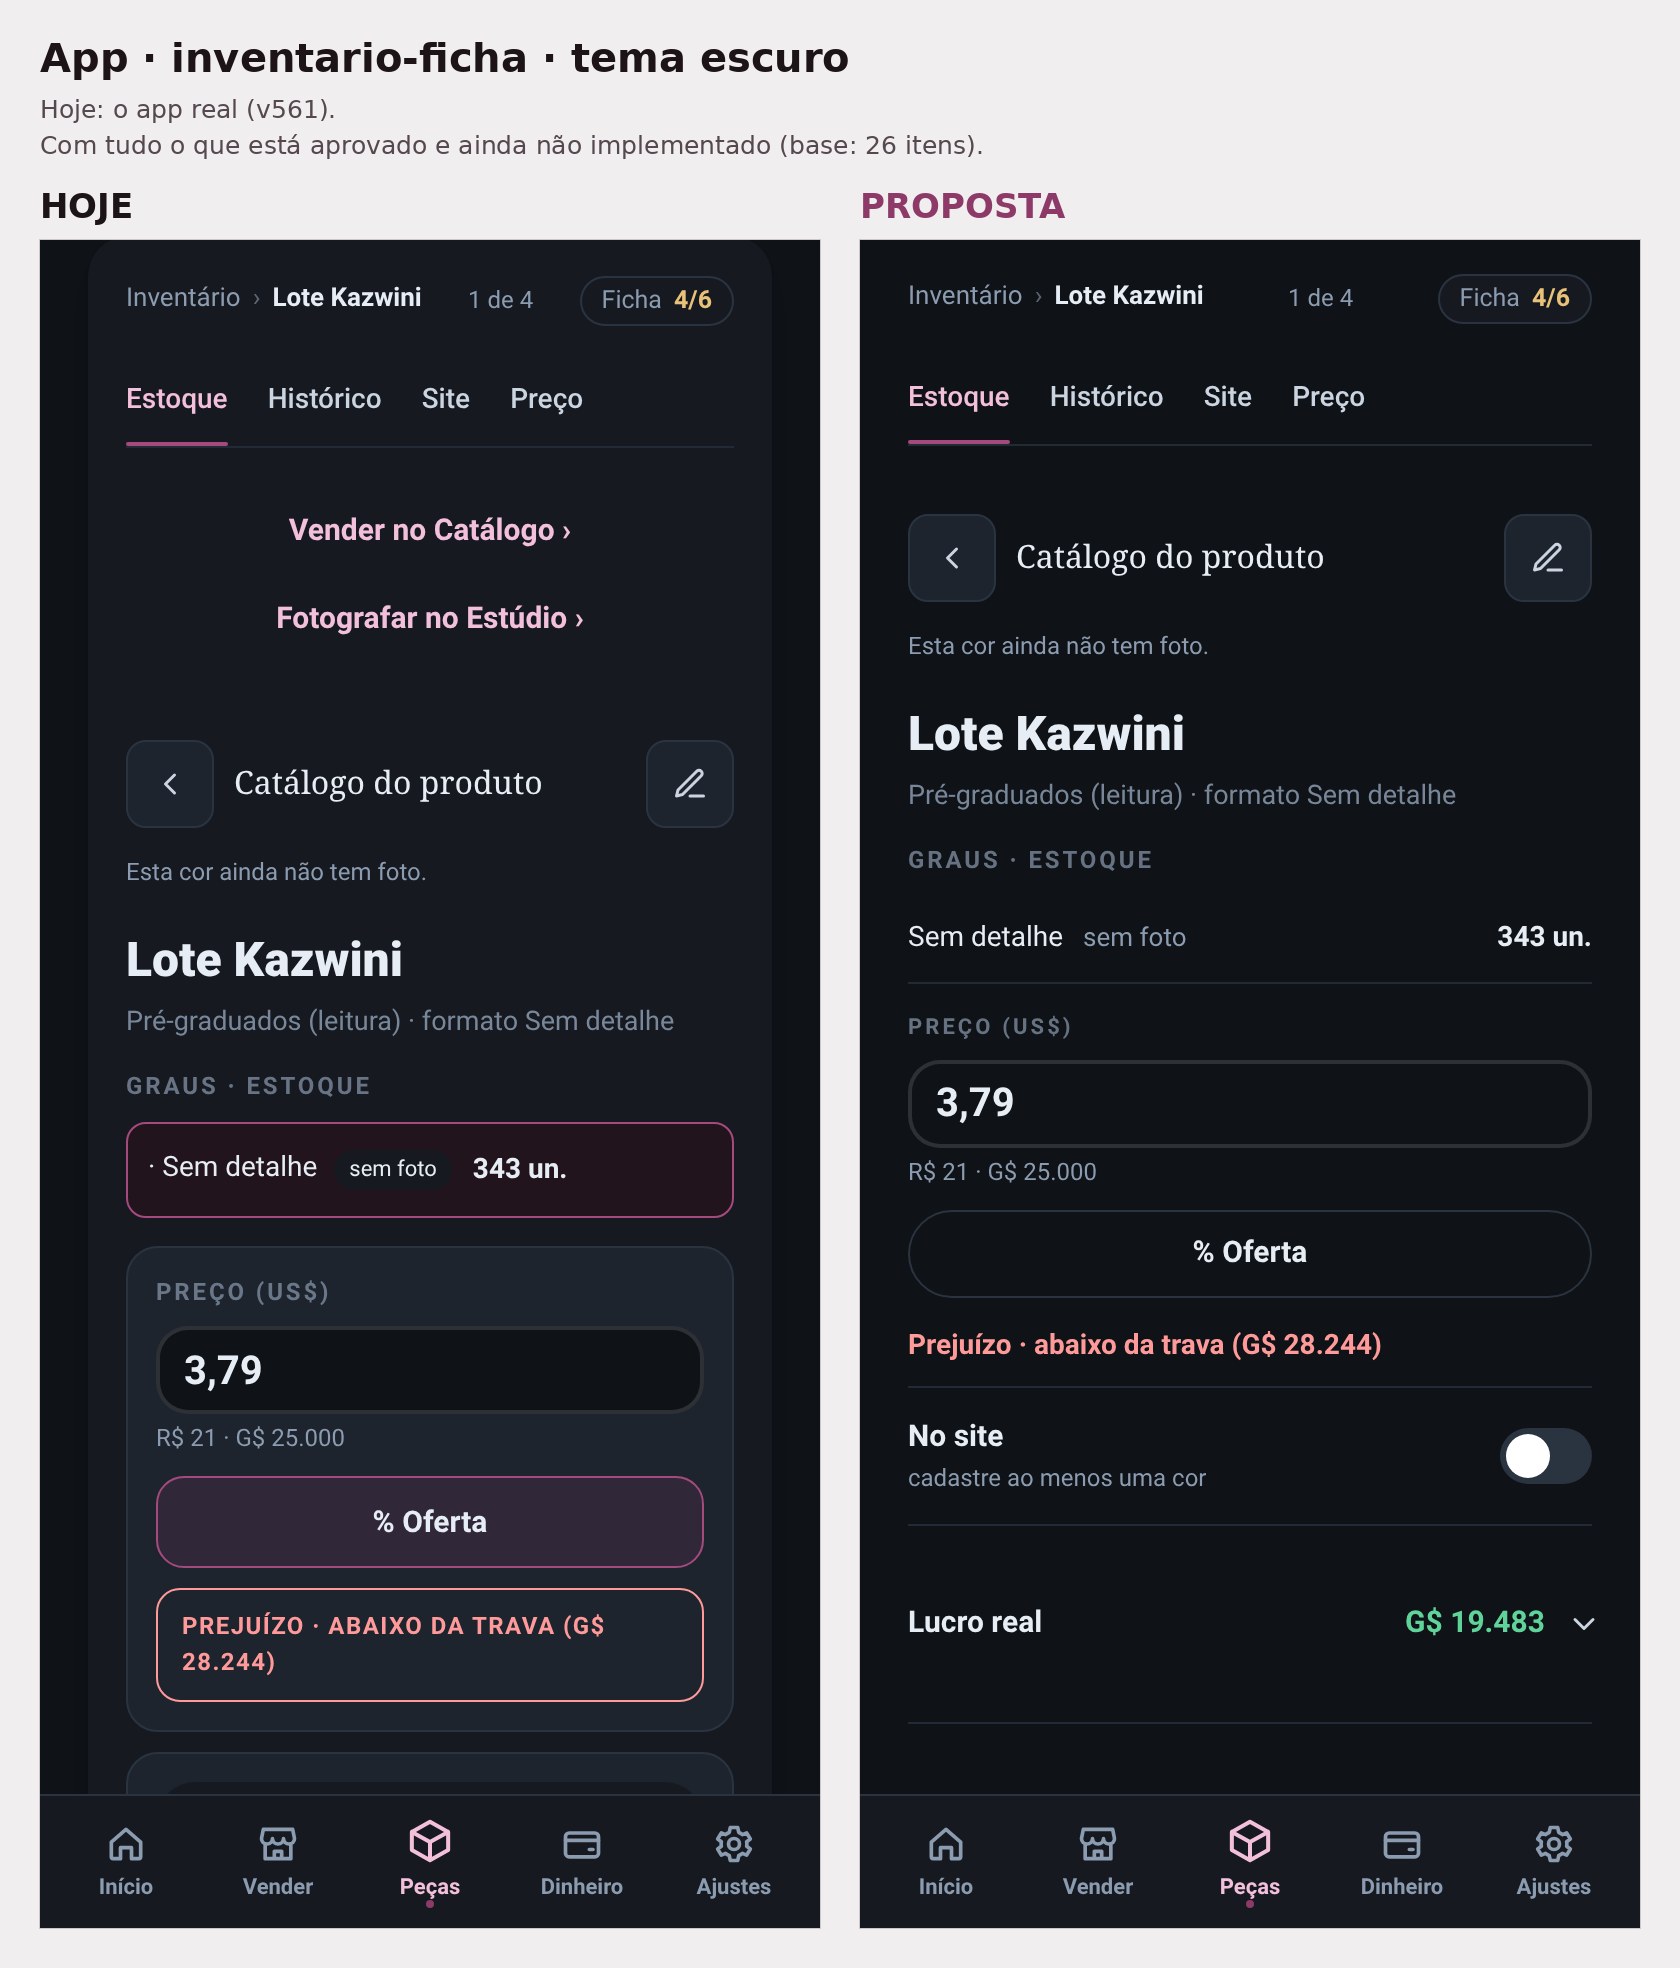 App · inventario-ficha · tema escuro
Hoje: o app real (v561).
Com tudo o que está aprovado e ainda não implementado (base: 26 itens).
HOJE
Inventário › Lote Kazwini 1 de 4 Ficha 4/6
Estoque Histórico Site Preço
Vender no Catálogo ›
Fotografar no Estúdio ›
Catálogo do produto
Esta cor ainda não tem foto.
Lote Kazwini
Pré-graduados (leitura) · formato Sem detalhe
GRAUS · ESTOQUE
· Sem detalhe sem foto 343 un.
PREÇO (US$)
3,79
R$ 21 · G$ 25.000
% Oferta
PREJUÍZO · ABAIXO DA TRAVA (G$
28.244)
Início Vender Peças Dinheiro Ajustes
PROPOSTA
Inventário › Lote Kazwini 1 de 4 Ficha 4/6
Estoque Histórico Site Preço
Catálogo do produto
Esta cor ainda não tem foto.
Lote Kazwini
Pré-graduados (leitura) · formato Sem detalhe
GRAUS · ESTOQUE
Sem detalhe sem foto 343 un.
PREÇO (US$)
3,79
R$ 21 · G$ 25.000
% Oferta
Prejuízo · abaixo da trava (G$ 28.244)
No site
cadastre ao menos uma cor
Lucro real G$ 19.483
Início Vender Peças Dinheiro Ajustes